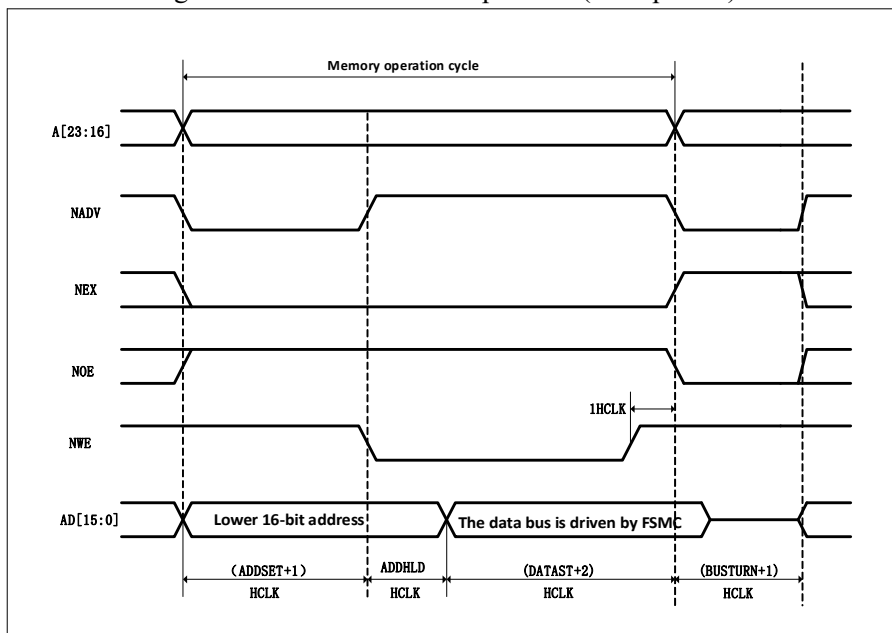 Memory operation cycle
A[23:16]
NADV
NEX
NOE
1HCLK
NWE
AD[15:0]
Lower 16-bit address
The data bus is driven by FSMC
(ADDSET+1)
ADDHLD
(DATAST+2)
(BUSTURN+1)
HCLK
HCLK
HCLK
HCLK